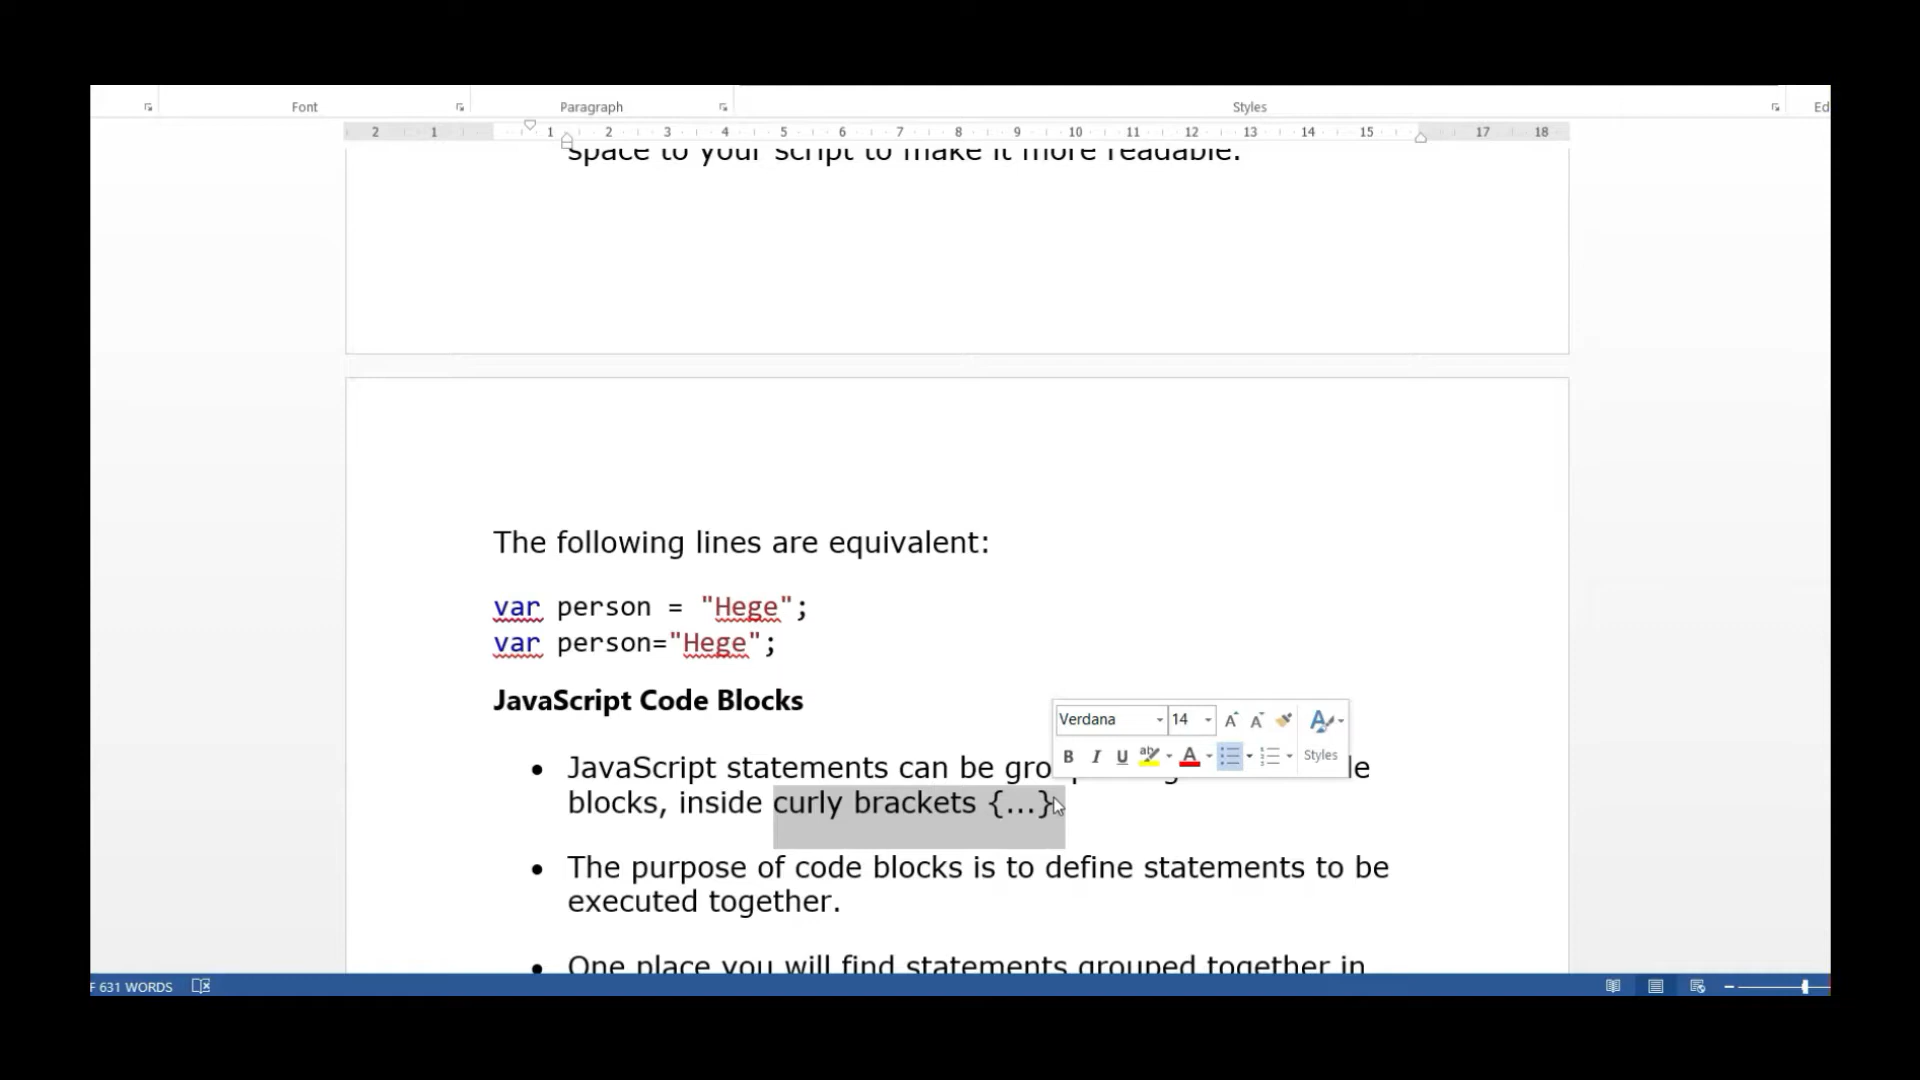 Font Paragraph Styles Ed
2 1 1 2 3 4 5 6 7 8 9 10 11 12 13 14 15 17 18
space to your script to make it more readable.
The following lines are equivalent:
var person = "Hege";
var person="Hege";
JavaScript Code Blocks
Verdana 14
B I U ab A Styles
JavaScript statements can be gro le
blocks, inside curly brackets {...}
The purpose of code blocks is to define statements to be
executed together.
One place you will find statements grouped together in
F 631 WORDS